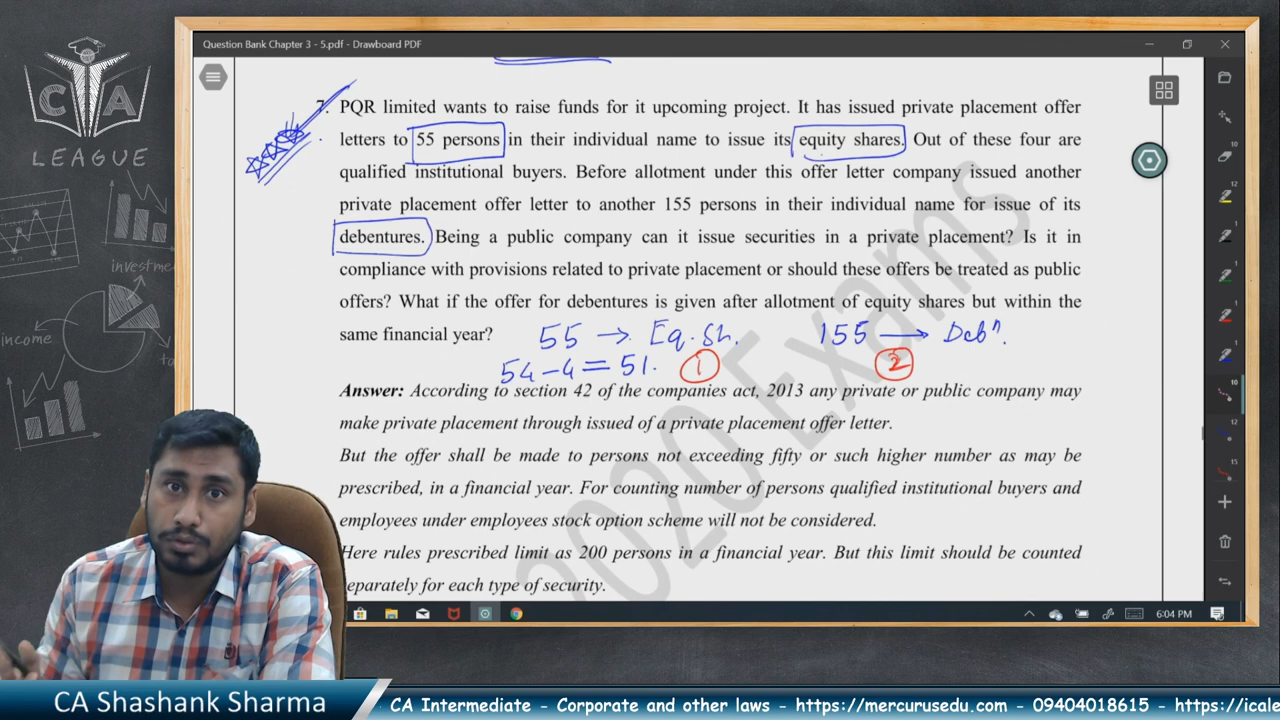 Question Bank Chapter 3 - 5.pdf - Drawboard PDF
CA
LEAGUE
investme
income
7. PQR limited wants to raise funds for it upcoming project. It has issued private placement offer
letters to 55 persons in their individual name to issue its equity shares. Out of these four are
qualified institutional buyers. Before allotment under this offer letter company issued another
private placement offer letter to another 155 persons in their individual name for issue of its
debentures. Being a public company can it issue securities in a private placement? Is it in
compliance with provisions related to private placement or should these offers be treated as public
offers? What if the offer for debentures is given after allotment of equity shares but within the
same financial year?
55 → Eq. Sh. 155 → Debⁿ.
54 - 4 = 51. 1 2
Answer: According to section 42 of the companies act, 2013 any private or public company may
make private placement through issued of a private placement offer letter.
But the offer shall be made to persons not exceeding fifty or such higher number as may be
prescribed, in a financial year. For counting number of persons qualified institutional buyers and
employees under employees stock option scheme will not be considered.
Here rules prescribed limit as 200 persons in a financial year. But this limit should be counted
separately for each type of security.
2020 Exams
6:04 PM
CA Shashank Sharma
CA Intermediate - Corporate and other laws - https://mercurusedu.com - 09404018615 - https://icale